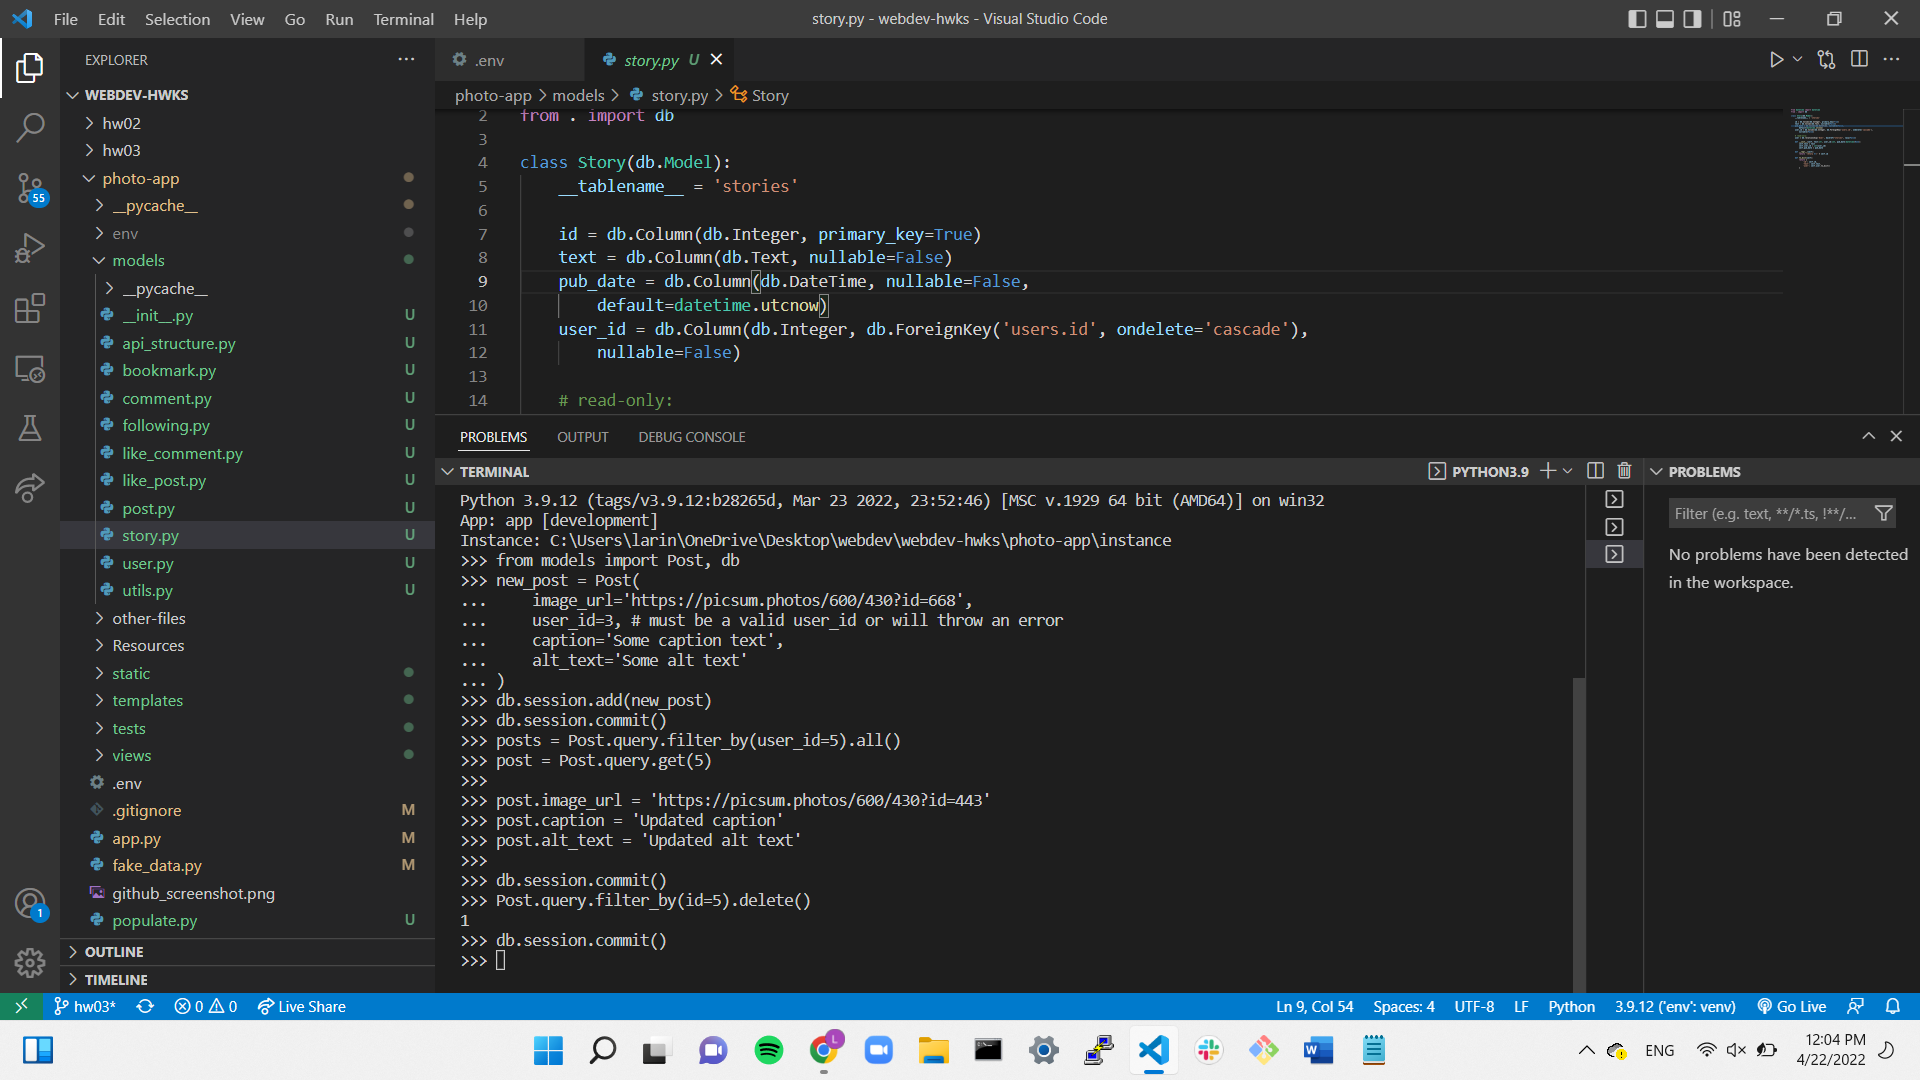 File Edit Selection View Go Run Terminal Help
story.py - webdev-hwks - Visual Studio Code
EXPLORER
WEBDEV-HWKS
hw02
hw03
photo-app
__pycache__
env
models
__pycache__
__init__.py U
api_structure.py U
bookmark.py U
comment.py U
following.py U
like_comment.py U
like_post.py U
post.py U
story.py U
user.py U
utils.py U
other-files
Resources
static
templates
tests
views
.env
.gitignore M
app.py M
fake_data.py M
github_screenshot.png
populate.py U
OUTLINE
TIMELINE
55
1
.env
story.py U
photo-app > models > story.py > Story
2 from . import db
3
4 class Story(db.Model):
5 __tablename__ = 'stories'
6
7 id = db.Column(db.Integer, primary_key=True)
8 text = db.Column(db.Text, nullable=False)
9 pub_date = db.Column(db.DateTime, nullable=False,
10 default=datetime.utcnow)
11 user_id = db.Column(db.Integer, db.ForeignKey('users.id', ondelete='cascade'),
12 nullable=False)
13
14 # read-only:
PROBLEMS OUTPUT DEBUG CONSOLE
TERMINAL
PYTHON3.9
Python 3.9.12 (tags/v3.9.12:b28265d, Mar 23 2022, 23:52:46) [MSC v.1929 64 bit (AMD64)] on win32
App: app [development]
Instance: C:\Users\larin\OneDrive\Desktop\webdev\webdev-hwks\photo-app\instance
>>> from models import Post, db
>>> new_post = Post(
... image_url='https://picsum.photos/600/430?id=668',
... user_id=3, # must be a valid user_id or will throw an error
... caption='Some caption text',
... alt_text='Some alt text'
... )
>>> db.session.add(new_post)
>>> db.session.commit()
>>> posts = Post.query.filter_by(user_id=5).all()
>>> post = Post.query.get(5)
>>>
>>> post.image_url = 'https://picsum.photos/600/430?id=443'
>>> post.caption = 'Updated caption'
>>> post.alt_text = 'Updated alt text'
>>>
>>> db.session.commit()
>>> Post.query.filter_by(id=5).delete()
1
>>> db.session.commit()
>>>
PROBLEMS
Filter (e.g. text, **/*.ts, !**/...
No problems have been detected
in the workspace.
hw03* 0 0 Live Share
Ln 9, Col 54 Spaces: 4 UTF-8 LF Python 3.9.12 ('env': venv) Go Live
L
W
ENG
12:04 PM
4/22/2022